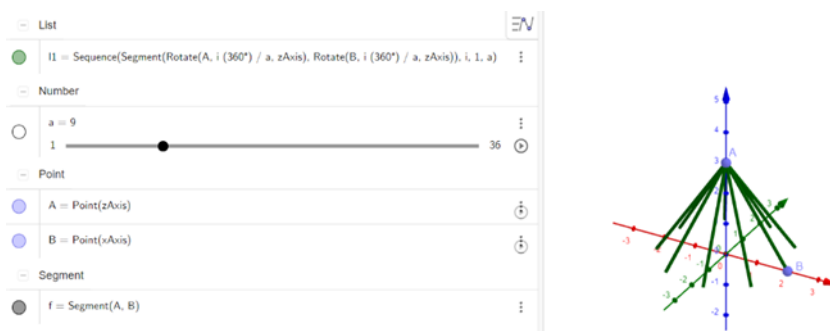 List
l1 = Sequence(Segment(Rotate(A, i (360°) / a, zAxis), Rotate(B, i (360°) / a, zAxis)), i, 1, a)
Number
a = 9
1 36
Point
A = Point(zAxis)
B = Point(xAxis)
Segment
f = Segment(A, B)
5
4
3 A
2
3
2
1
-3
-1
0
-1
-2
-3
1
B
2
3
-1
-2